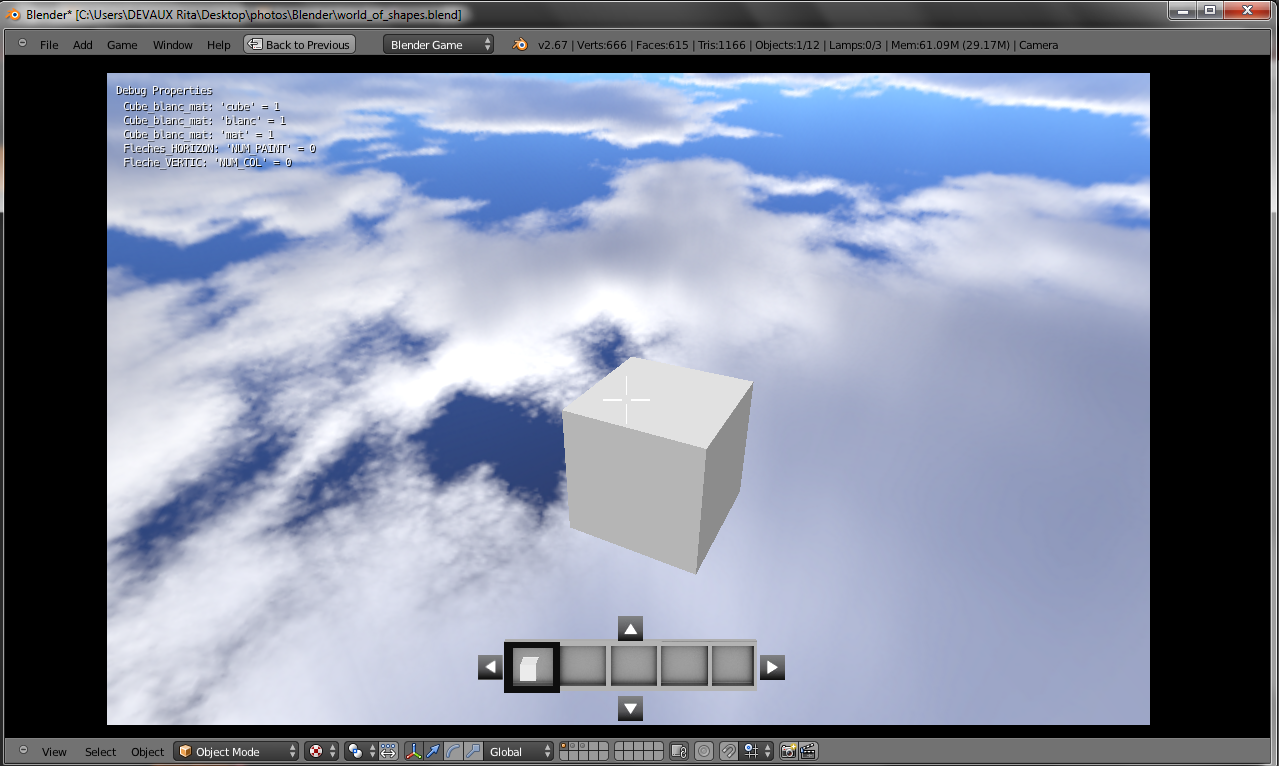 Blender* [C:\Users\DEVAUX Rita\Desktop\photos\Blender\world_of_shapes.blend]
File Add Game Window Help Back to Previous Blender Game v2.67 | Verts:666 | Faces:615 | Tris:1166 | Objects:1/12 | Lamps:0/3 | Mem:61.09M (29.17M) | Camera
Debug Properties
Cube_blanc_mat: 'cube' = 1
Cube_blanc_mat: 'blanc' = 1
Cube_blanc_mat: 'mat' = 1
Fleches_HORIZON: 'NUM_PAINT' = 0
Fleche_VERTIC: 'NUM_COL' = 0
View Select Object Object Mode Global